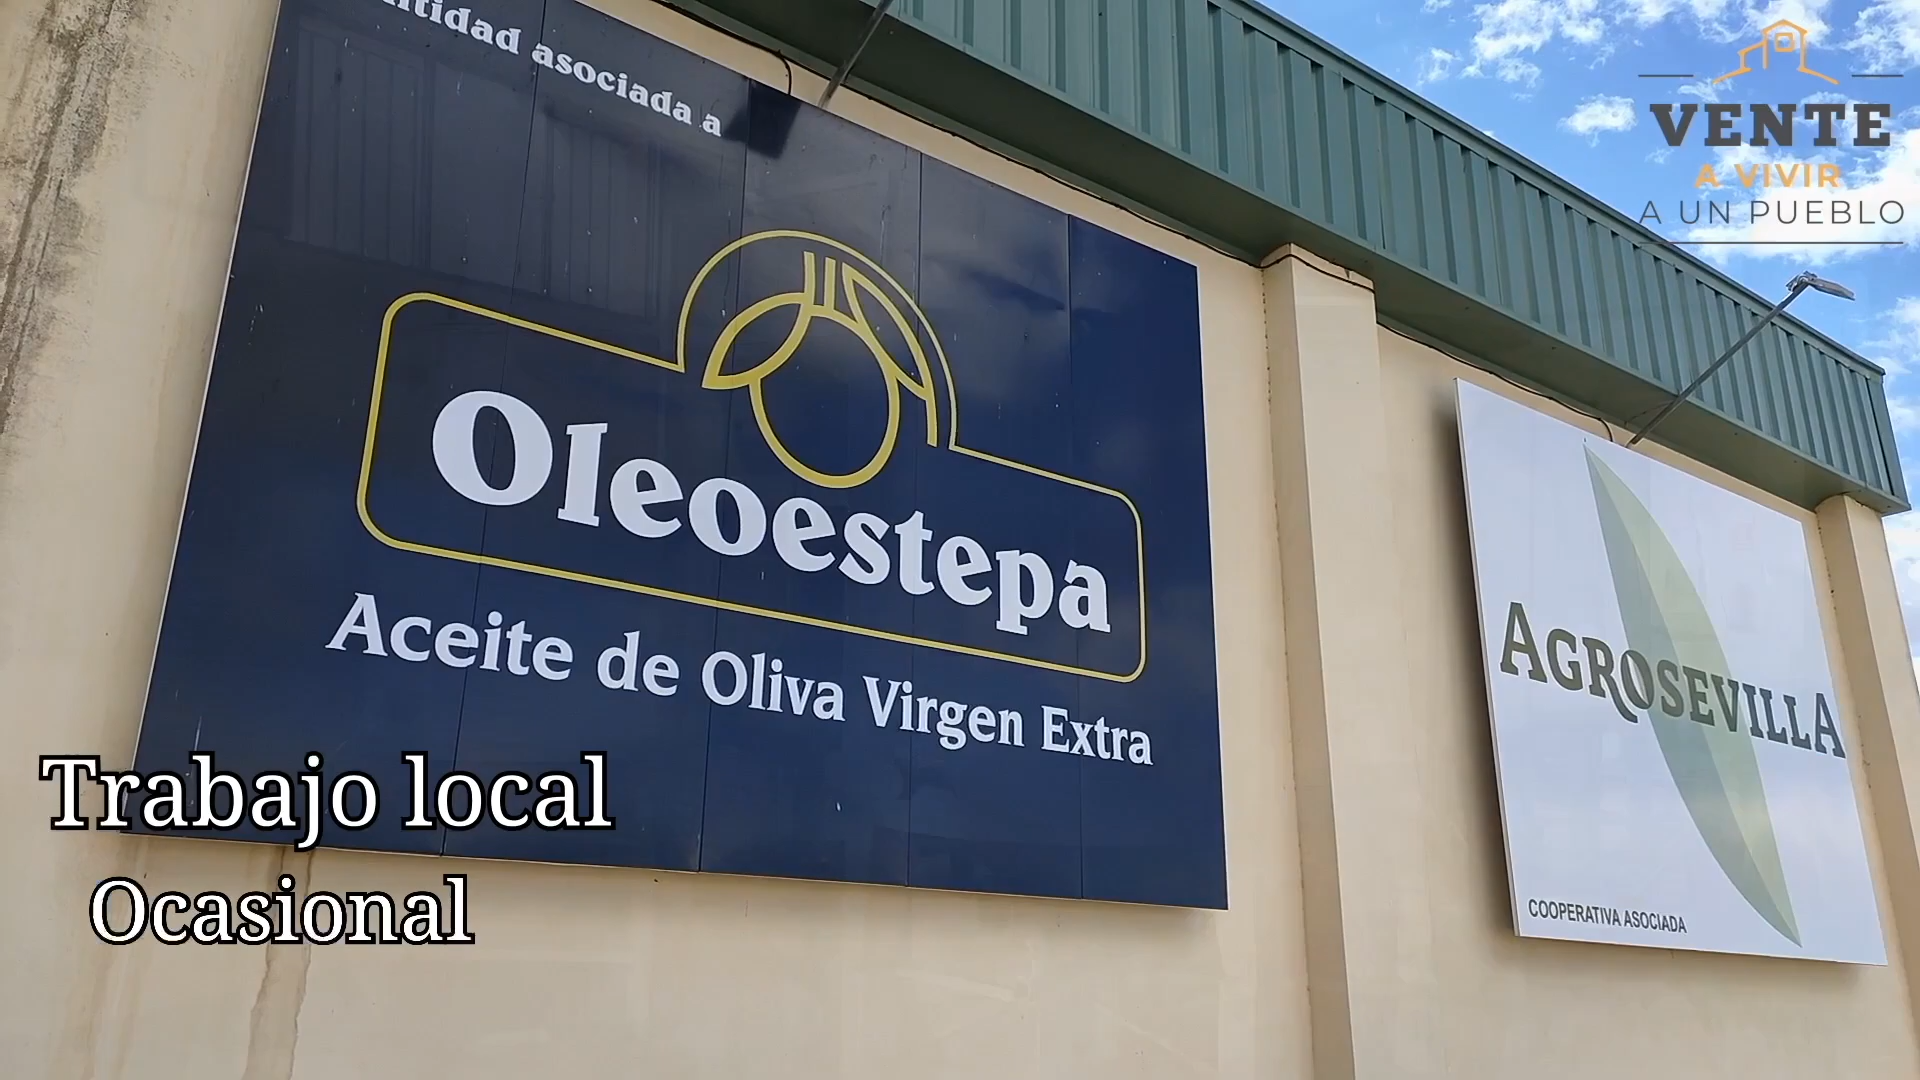 asociada a
Oleoestepa
Aceite de Oliva Virgen Extra
VENTE
A VIVIR
A UN PUEBLO
AGROSEVILLA
COOPERATIVA ASOCIADA
Trabajo local
Ocasional